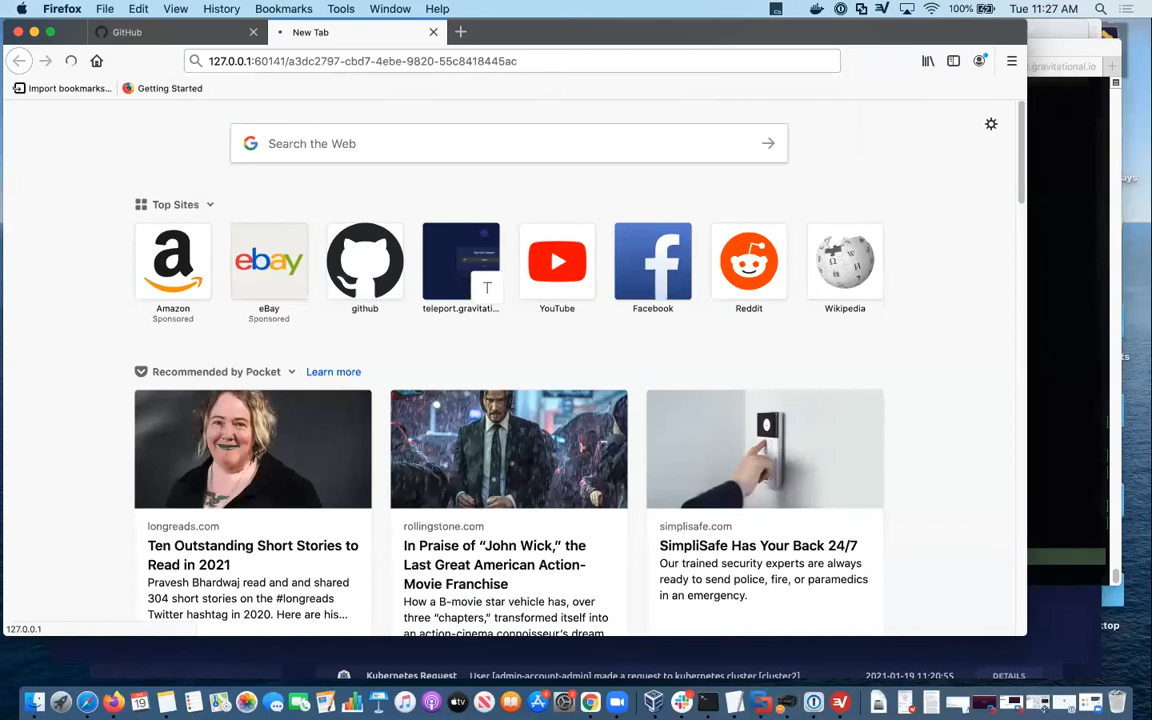 Firefox File Edit View History Bookmarks Tools Window Help 100% Tue 11:27 AM
GitHub New Tab
127.0.0.1:60141/a3dc2797-cbd7-4ebe-9820-55c8418445ac
.gravitational.io
Import bookmarks... Getting Started
Search the Web
Top Sites
T
Amazon eBay github teleport.gravitati... YouTube Facebook Reddit Wikipedia
Sponsored Sponsored
Recommended by Pocket Learn more
longreads.com
Ten Outstanding Short Stories to
Read in 2021
Pravesh Bhardwaj read and and shared
304 short stories on the #longreads
Twitter hashtag in 2020. Here are his...
rollingstone.com
In Praise of “John Wick,” the
Last Great American Action-
Movie Franchise
How a B-movie star vehicle has, over
three “chapters,” transformed itself into
an action-cinema connoisseur's dream
simplisafe.com
SimpliSafe Has Your Back 24/7
Our trained security experts are always
ready to send police, fire, or paramedics
in an emergency.
127.0.0.1
Kubernetes Request User [admin-account-admin] made a request to kubernetes cluster [cluster2] 2021-01-19 11:20:55 DETAILS